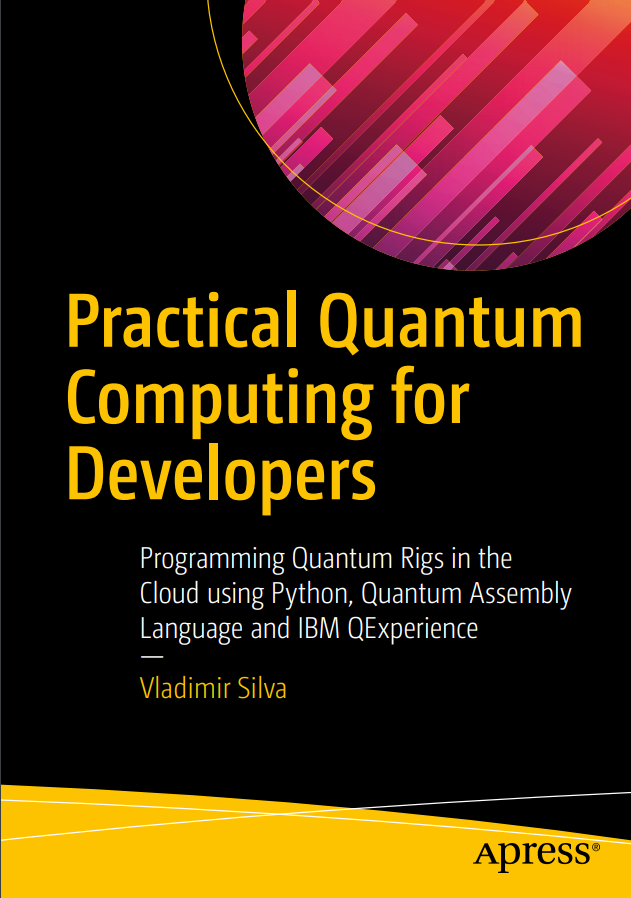 Practical Quantum
Computing for
Developers
Programming Quantum Rigs in the
Cloud using Python, Quantum Assembly
Language and IBM QExperience
—
Vladimir Silva
Apress®